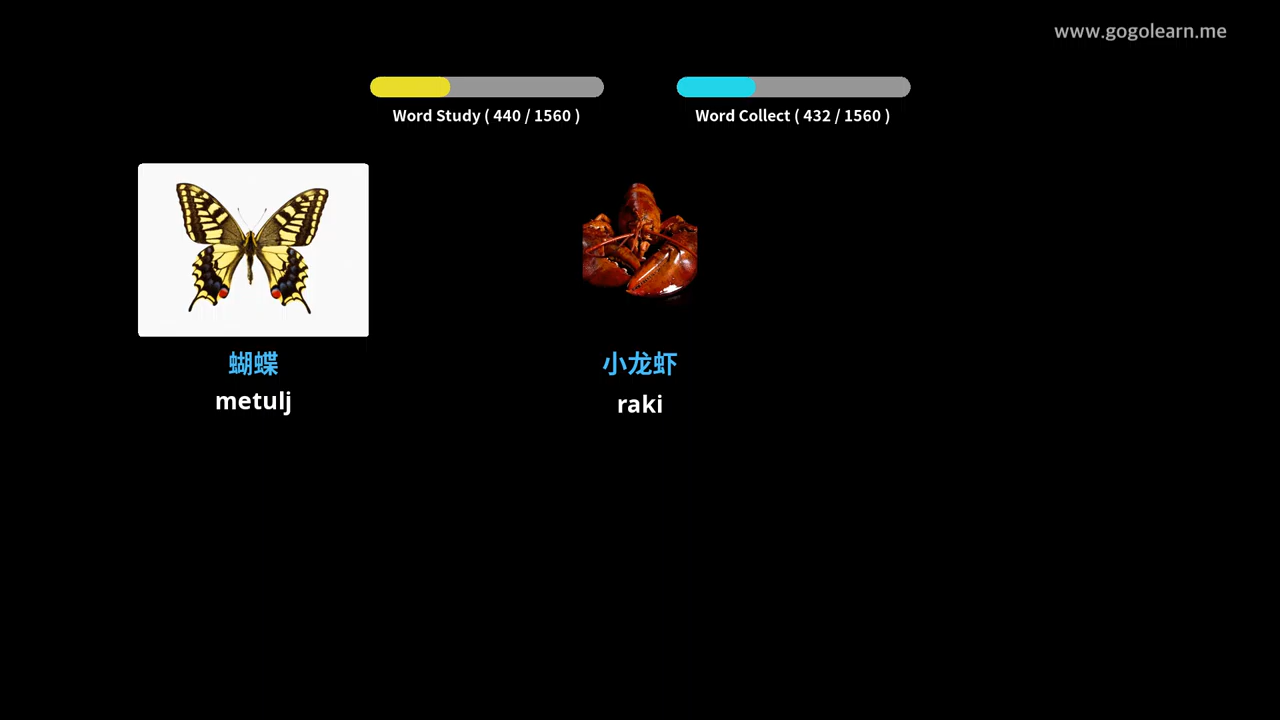 www.gogolearn.me
Word Study ( 440 / 1560 )
Word Collect ( 432 / 1560 )
蝴蝶
metulj
小龙虾
raki